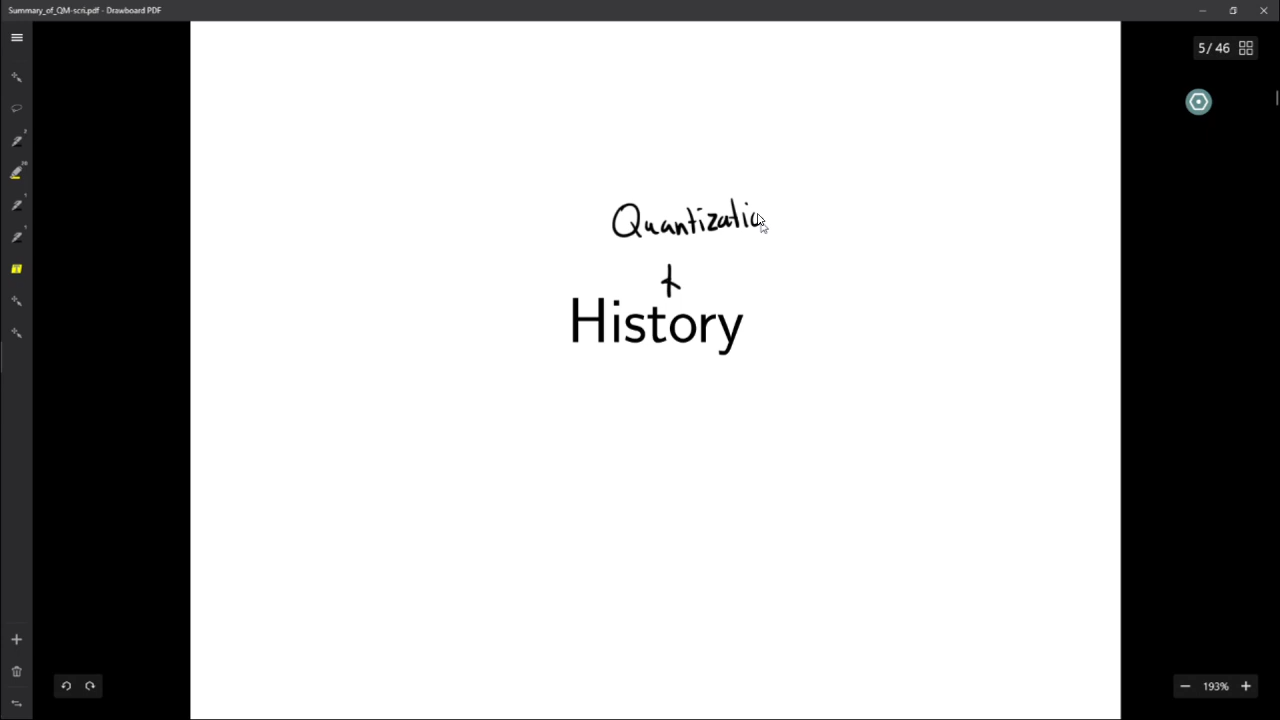 Summary_of_QM-scri.pdf - Drawboard PDF
5/ 46
Quantizatio
+
History
193%